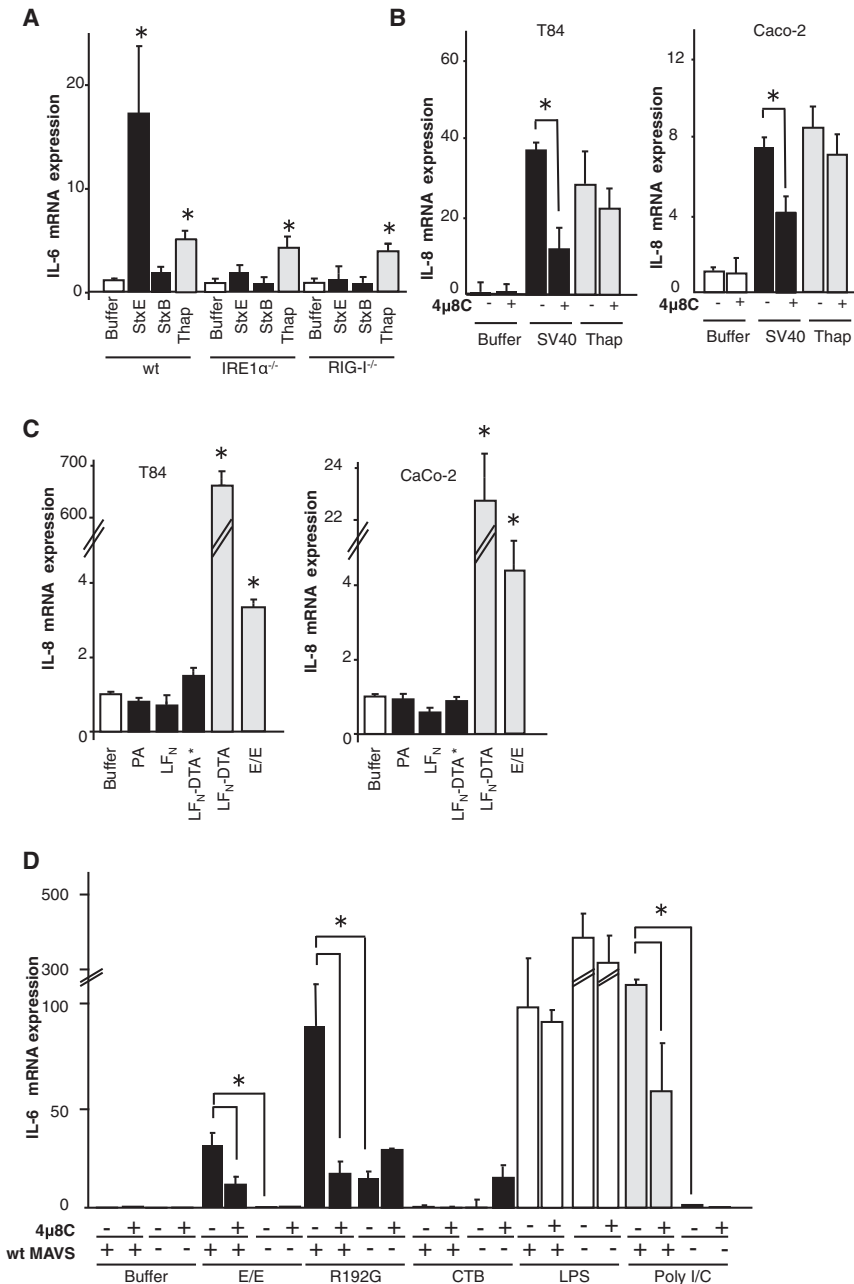 A
IL-6 mRNA expression
20
10
0
*
*
*
*
Buffer StxE StxB Thap Buffer StxE StxB Thap Buffer StxE StxB Thap
wt IRE1α-/- RIG-I-/-
B
T84
IL-8 mRNA expression
60
40
20
0
*
4µ8C - + - + - +
Buffer SV40 Thap
Caco-2
IL-8 mRNA expression
12
8
4
0
*
- + - + - +
Buffer SV40 Thap
C
T84
IL-8 mRNA expression
700
600
4
2
0
*
*
Buffer PA LFN LFN-DTA * LFN-DTA E/E
CaCo-2
IL-8 mRNA expression
24
22
4
2
0
*
*
Buffer PA LFN LFN-DTA * LFN-DTA E/E
D
IL-6 mRNA expression
500
300
100
50
0
*
*
*
4µ8C - + - + - + - + - + - + - + - + - + - + - + - +
wt MAVS + + - - + + - - + + - - + + - - + + - - + + - -
Buffer E/E R192G CTB LPS Poly I/C